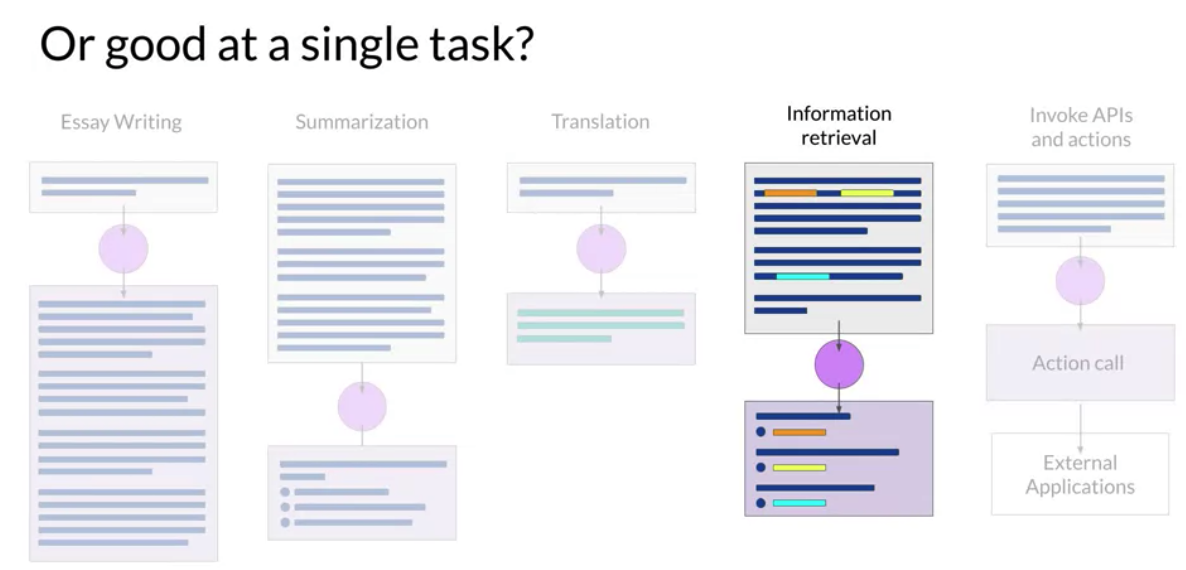 Or good at a single task?
Essay Writing
Summarization
Translation
Information
retrieval
Invoke APIs
and actions
Action call
External
Applications